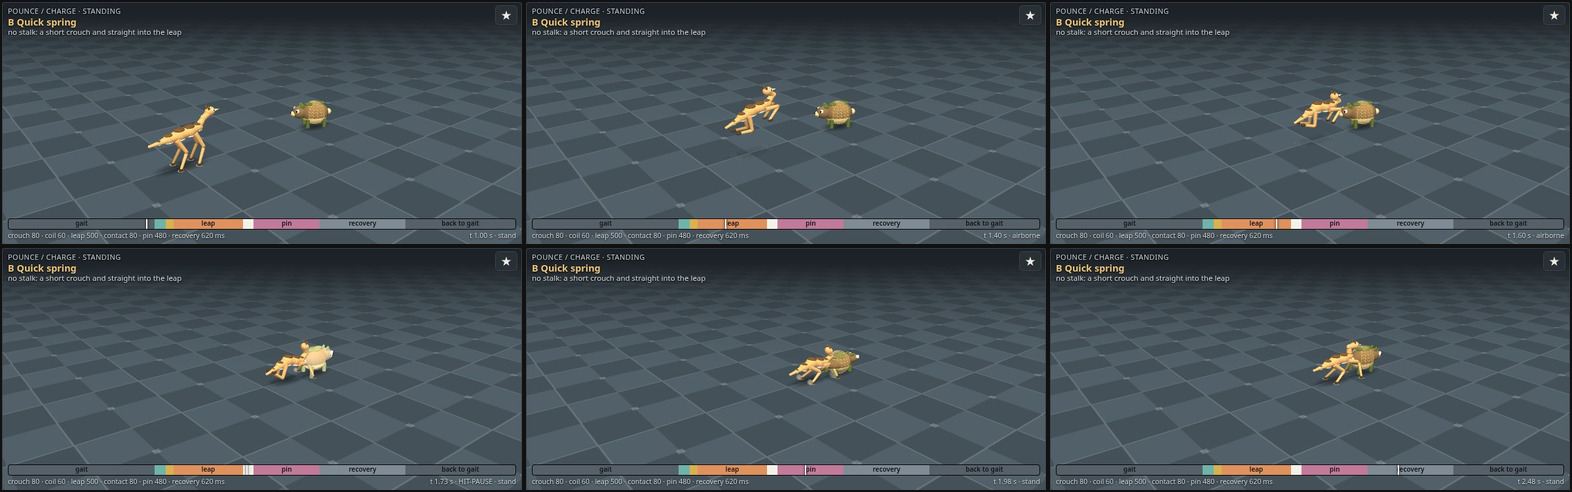 POUNCE / CHARGE - STANDING
B Quick spring
no stalk: a short crouch and straight into the leap
gait leap pin recovery back to gait
crouch 80 · coil 60 · leap 500 · contact 80 · pin 480 · recovery 620 ms
t 1.00 s · stand
POUNCE / CHARGE - STANDING
B Quick spring
no stalk: a short crouch and straight into the leap
gait leap pin recovery back to gait
crouch 80 · coil 60 · leap 500 · contact 80 · pin 480 · recovery 620 ms
t 1.40 s · airborne
POUNCE / CHARGE - STANDING
B Quick spring
no stalk: a short crouch and straight into the leap
gait leap pin recovery back to gait
crouch 80 · coil 60 · leap 500 · contact 80 · pin 480 · recovery 620 ms
t 1.60 s · airborne
POUNCE / CHARGE - STANDING
B Quick spring
no stalk: a short crouch and straight into the leap
gait leap pin recovery back to gait
crouch 80 · coil 60 · leap 500 · contact 80 · pin 480 · recovery 620 ms
t 1.73 s · HIT-PAUSE · stand
POUNCE / CHARGE - STANDING
B Quick spring
no stalk: a short crouch and straight into the leap
gait leap pin recovery back to gait
crouch 80 · coil 60 · leap 500 · contact 80 · pin 480 · recovery 620 ms
t 1.98 s · stand
POUNCE / CHARGE - STANDING
B Quick spring
no stalk: a short crouch and straight into the leap
gait leap pin recovery back to gait
crouch 80 · coil 60 · leap 500 · contact 80 · pin 480 · recovery 620 ms
t 2.48 s · stand